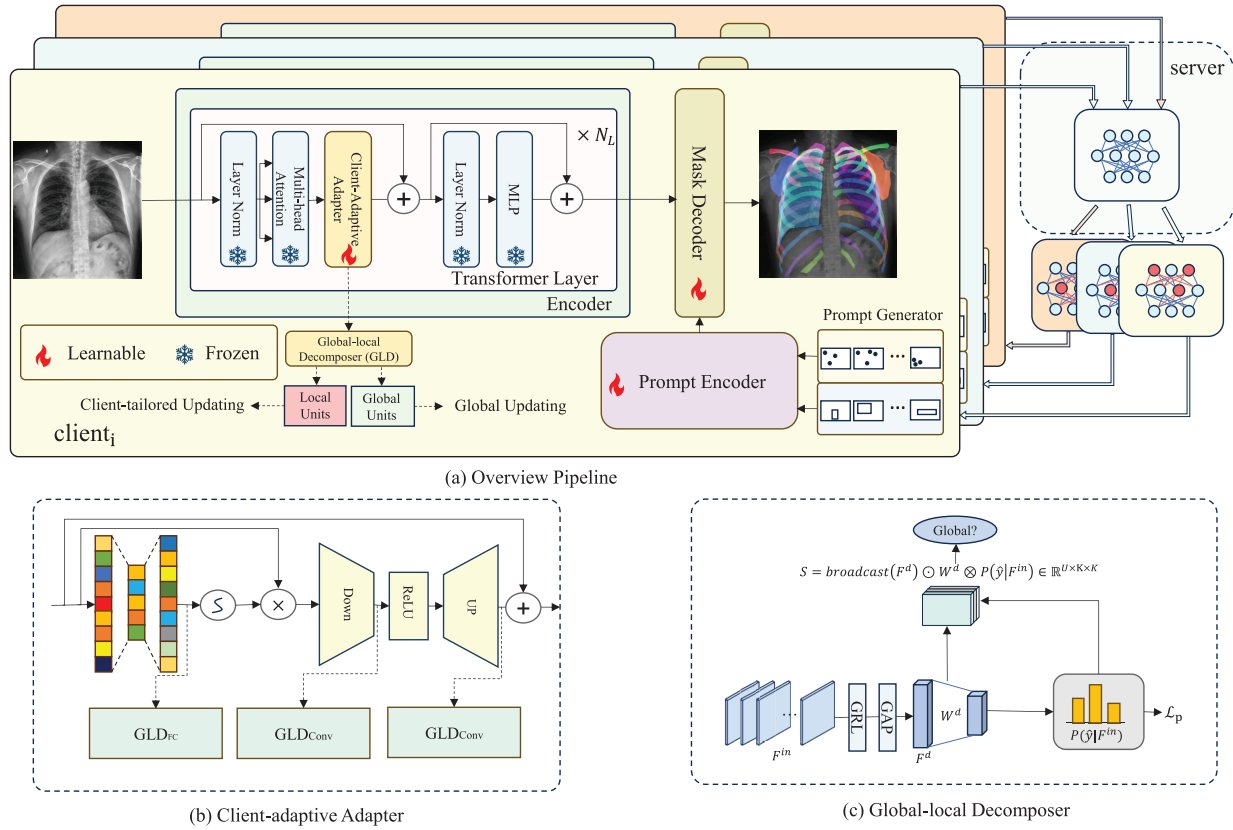 server
× N_L
Layer Norm
Multi-head
Attention
Client-Adaptive
Adapter
+
Layer Norm
MLP
+
Mask Decoder
Transformer Layer
Encoder
Learnable
Frozen
Global-local
Decomposer (GLD)
Prompt Generator
Prompt Encoder
Client-tailored Updating
Local
Units
Global
Units
Global Updating
client_i
(a) Overview Pipeline
S
×
Down
ReLU
UP
+
GLD_FC
GLD_Conv
GLD_Conv
(b) Client-adaptive Adapter
Global?
S = broadcast(F^d) ⊙ W^d ⊗ P(ŷ|F^in) ∈ ℝ^{U×K×K}
...
F^in
GRL
GAP
F^d
W^d
P(ŷ|F^in)
ℒ_p
(c) Global-local Decomposer